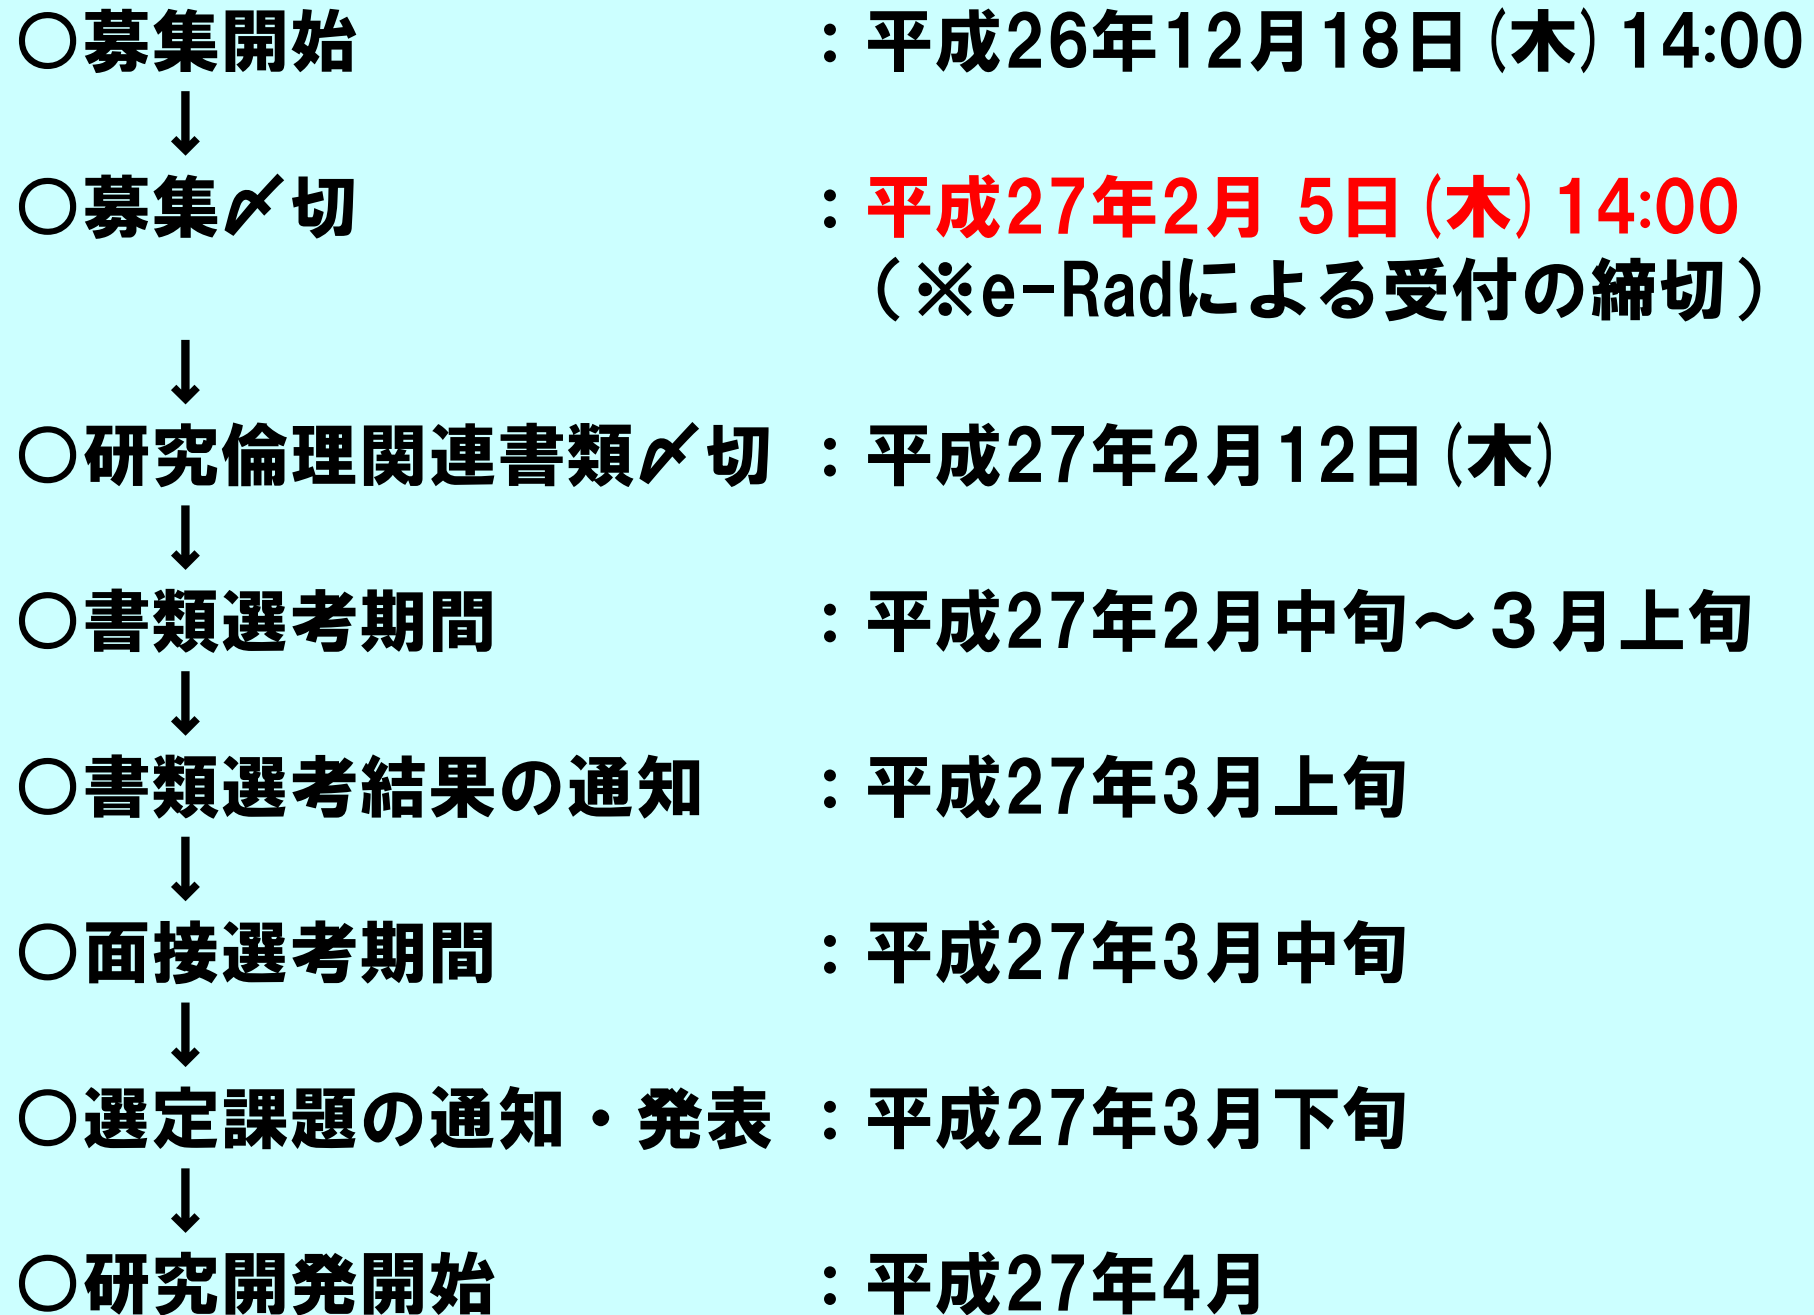 ○募集開始 : 平成26年12月18日(木)14:00
↓
○募集〆切 : 平成27年2月 5日(木)14:00
(※e-Radによる受付の締切)
↓
○研究倫理関連書類〆切 : 平成27年2月12日(木)
↓
○書類選考期間 : 平成27年2月中旬～３月上旬
↓
○書類選考結果の通知 : 平成27年3月上旬
↓
○面接選考期間 : 平成27年3月中旬
↓
○選定課題の通知・発表 : 平成27年3月下旬
↓
○研究開発開始 : 平成27年4月